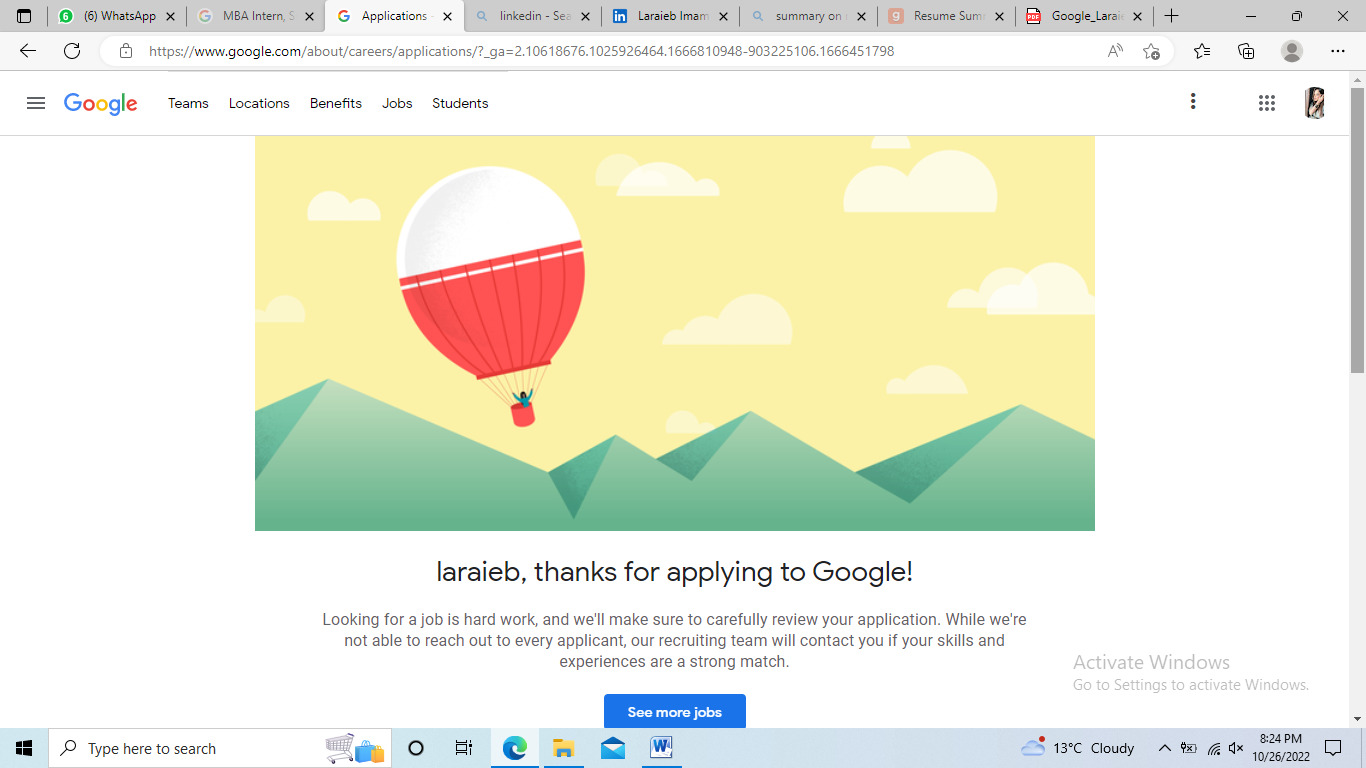 (6) WhatsApp
MBA Intern, S
Applications -
linkedin - Sea
Laraieb Imam
summary on
Resume Sum
Google_Larai
https://www.google.com/about/careers/applications/?_ga=2.10618676.1025926464.1666810948-903225106.1666451798
Google Teams Locations Benefits Jobs Students
laraieb, thanks for applying to Google!
Looking for a job is hard work, and we'll make sure to carefully review your application. While we're
not able to reach out to every applicant, our recruiting team will contact you if your skills and
experiences are a strong match.
See more jobs
Activate Windows
Go to Settings to activate Windows.
Type here to search
13°C Cloudy
8:24 PM
10/26/2022